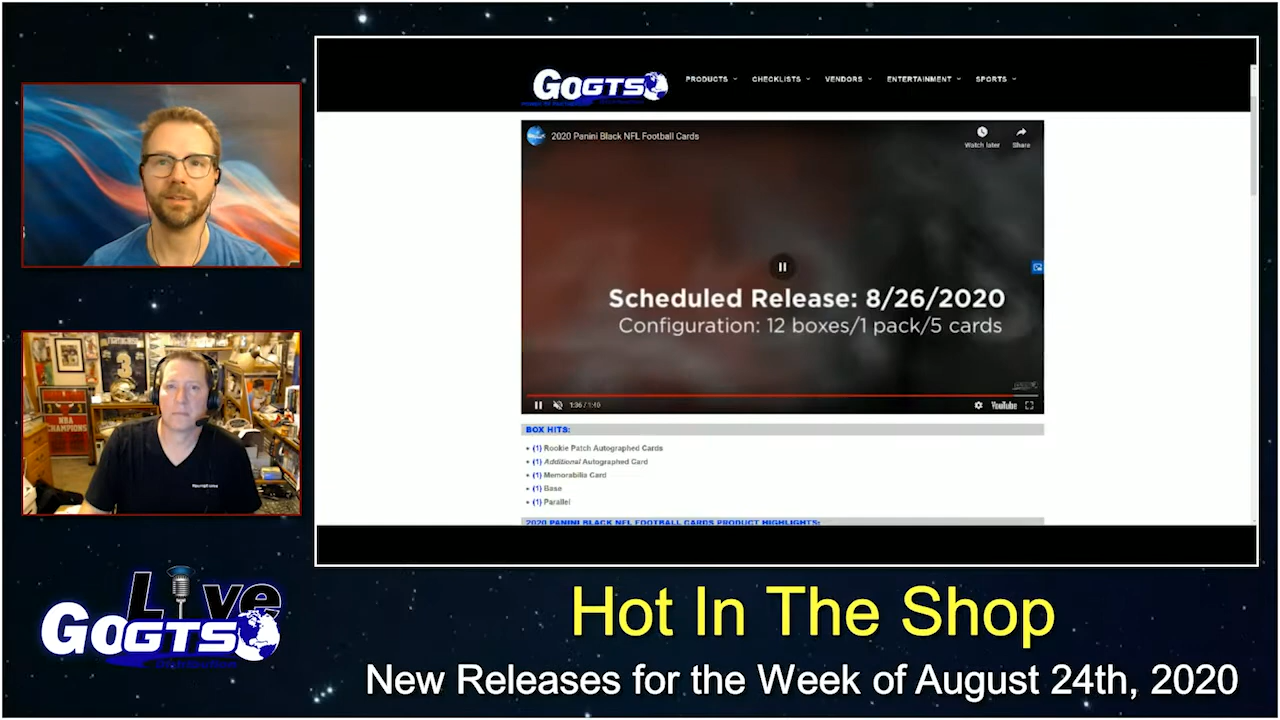 GOGTS
PRODUCTS
CHECKLISTS
VENDORS
ENTERTAINMENT
SPORTS
2020 Panini Black NFL Football Cards
Watch later
Share
Scheduled Release: 8/26/2020
Configuration: 12 boxes/1 pack/5 cards
1:36 / 1:40
YouTube
BOX HITS:
• (1) Rookie Patch Autographed Cards
• (1) Additional Autographed Card
• (1) Memorabilia Card
• (1) Base
• (1) Parallel
2020 PANINI BLACK NFL FOOTBALL CARDS PRODUCT HIGHLIGHTS:
NBA
CHAMPIONS
3
Live
GOGTS
Hot In The Shop
New Releases for the Week of August 24th, 2020